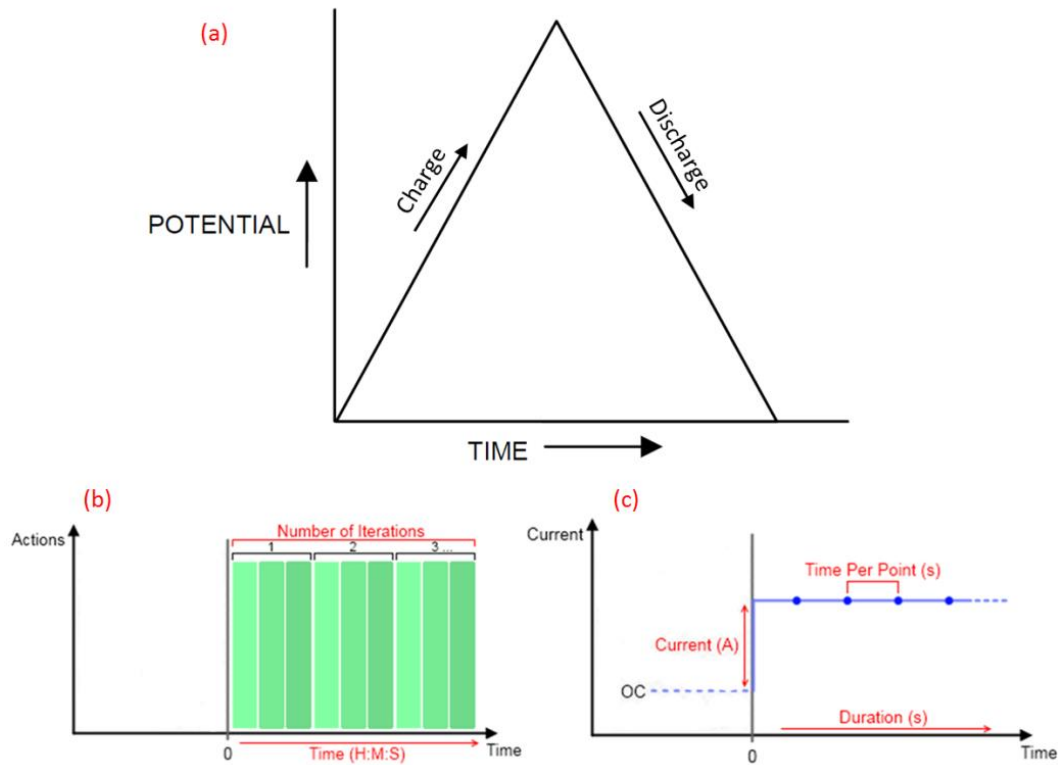 (a)
Charge
Discharge
POTENTIAL
TIME
(b)
Actions
Number of Iterations
1 2 3 ...
0
Time (H:M:S)
Time
(c)
Current
Time Per Point (s)
Current (A)
OC
Duration (s)
0
Time